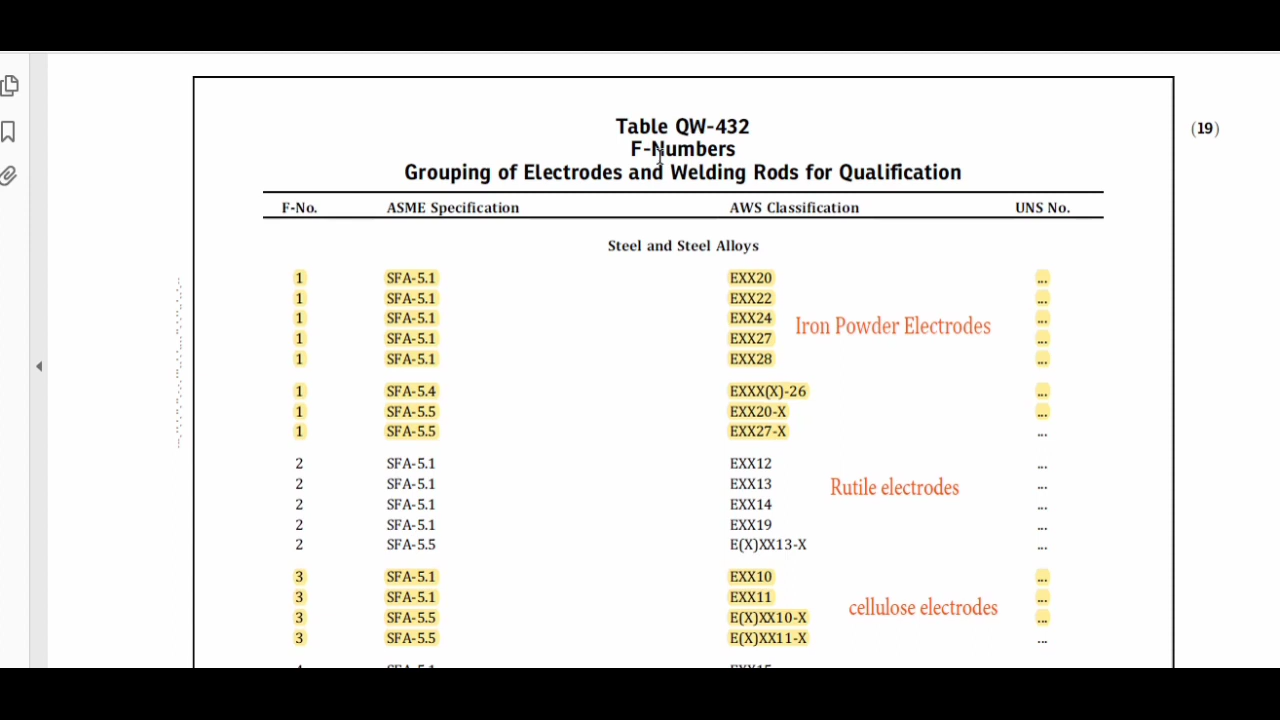 Table QW-432
(19)
F-Numbers
Grouping of Electrodes and Welding Rods for Qualification
F-No. ASME Specification AWS Classification UNS No.
Steel and Steel Alloys
1 SFA-5.1 EXX20 ...
1 SFA-5.1 EXX22 ...
1 SFA-5.1 EXX24 ...
Iron Powder Electrodes
1 SFA-5.1 EXX27 ...
1 SFA-5.1 EXX28 ...
1 SFA-5.4 EXXX(X)-26 ...
1 SFA-5.5 EXX20-X ...
1 SFA-5.5 EXX27-X ...
2 SFA-5.1 EXX12 ...
2 SFA-5.1 EXX13 ...
Rutile electrodes
2 SFA-5.1 EXX14 ...
2 SFA-5.1 EXX19 ...
2 SFA-5.5 E(X)XX13-X ...
3 SFA-5.1 EXX10 ...
3 SFA-5.1 EXX11 ...
cellulose electrodes
3 SFA-5.5 E(X)XX10-X ...
3 SFA-5.5 E(X)XX11-X ...